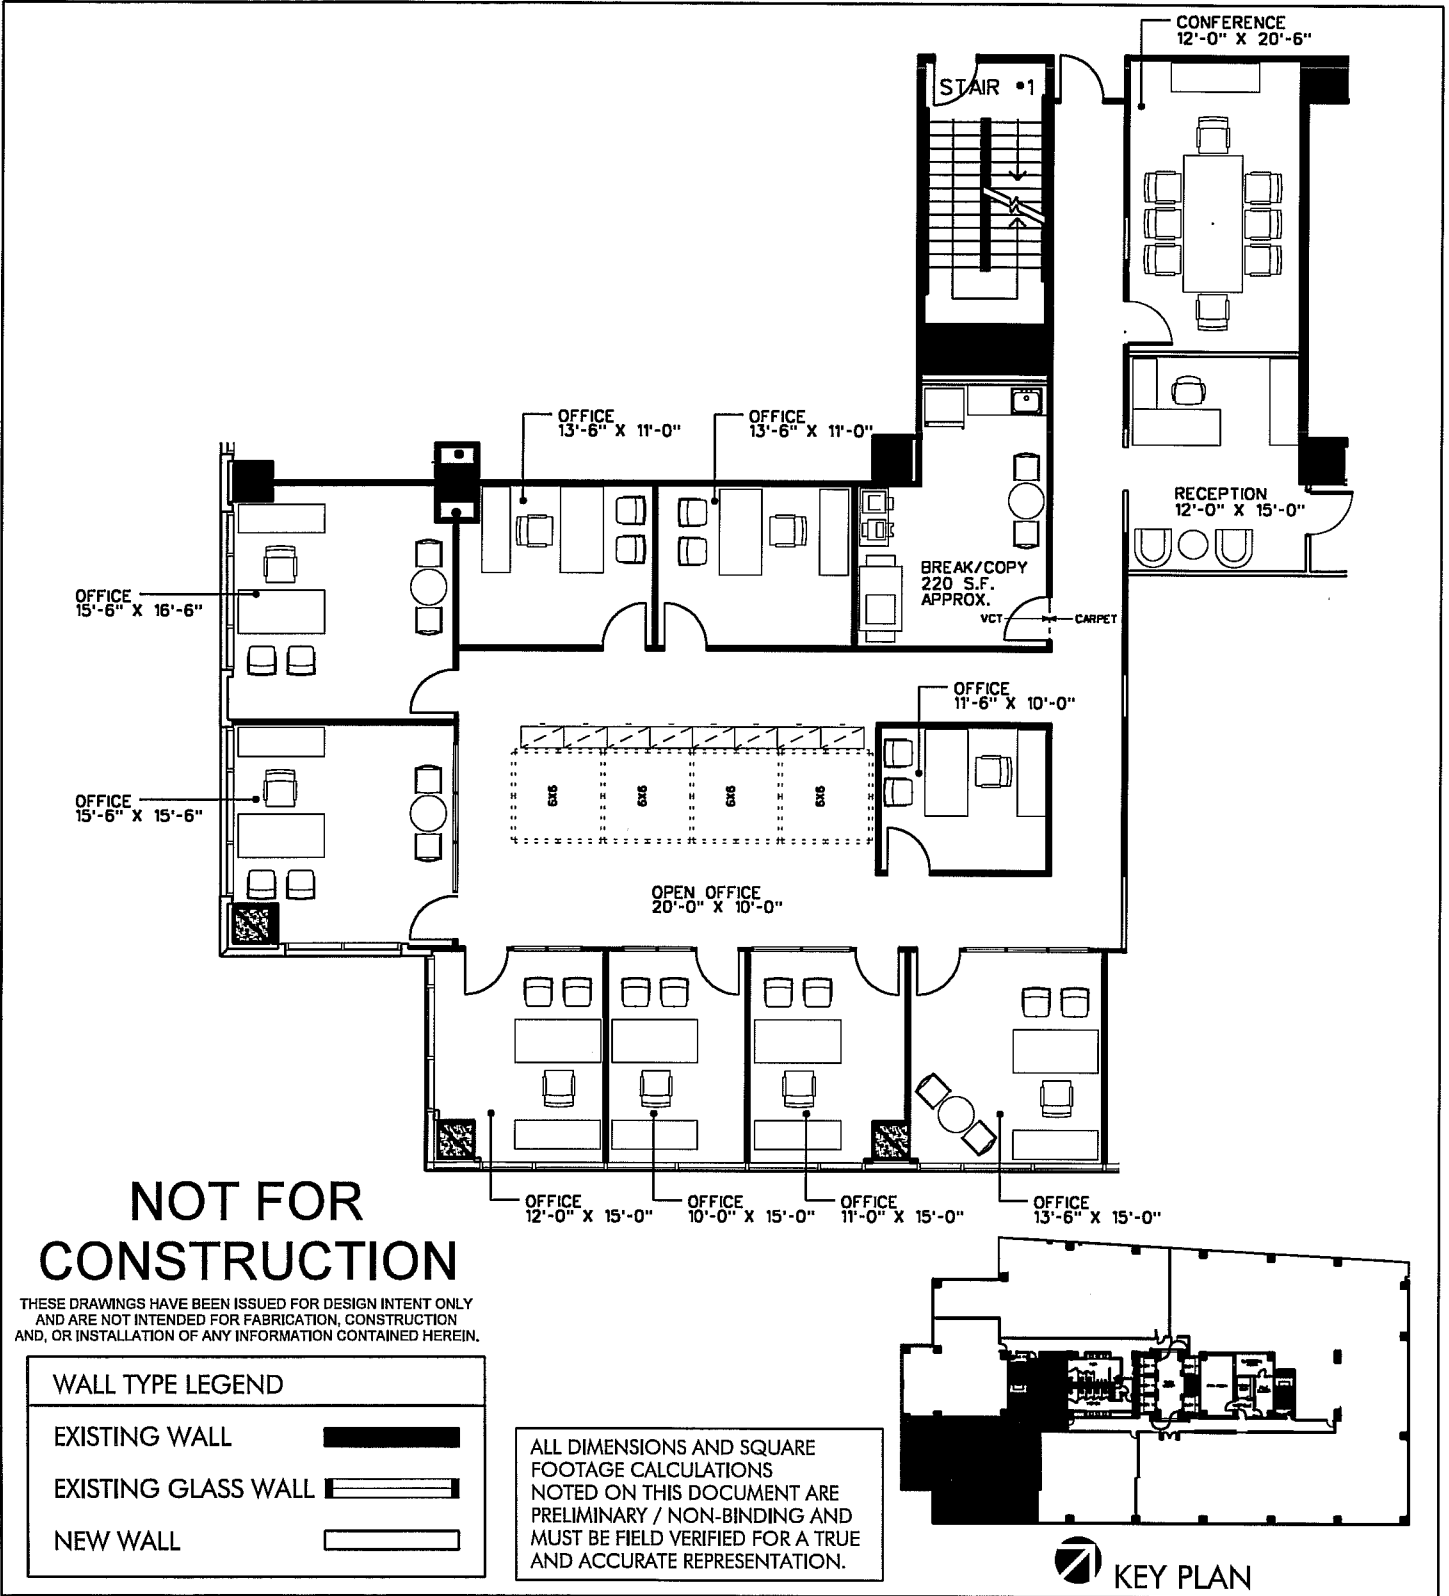 CONFERENCE
12'-0" X 20'-6"
STAIR •1
OFFICE
13'-6" X 11'-0"
OFFICE
13'-6" X 11'-0"
RECEPTION
12'-0" X 15'-0"
BREAK/COPY
220 S.F.
APPROX.
VCT
CARPET
OFFICE
15'-6" X 16'-6"
OFFICE
11'-6" X 10'-0"
6X6
6X6
6X6
6X6
OFFICE
15'-6" X 15'-6"
OPEN OFFICE
20'-0" X 10'-0"
OFFICE
12'-0" X 15'-0"
OFFICE
10'-0" X 15'-0"
OFFICE
11'-0" X 15'-0"
OFFICE
13'-6" X 15'-0"
NOT FOR
CONSTRUCTION
THESE DRAWINGS HAVE BEEN ISSUED FOR DESIGN INTENT ONLY
AND ARE NOT INTENDED FOR FABRICATION, CONSTRUCTION
AND, OR INSTALLATION OF ANY INFORMATION CONTAINED HEREIN.
WALL TYPE LEGEND
EXISTING WALL
EXISTING GLASS WALL
NEW WALL
ALL DIMENSIONS AND SQUARE
FOOTAGE CALCULATIONS
NOTED ON THIS DOCUMENT ARE
PRELIMINARY / NON-BINDING AND
MUST BE FIELD VERIFIED FOR A TRUE
AND ACCURATE REPRESENTATION.
KEY PLAN